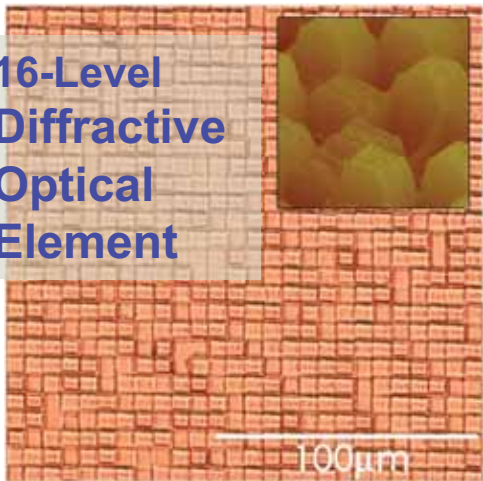 16-Level
Diffractive
Optical
Element
100μm